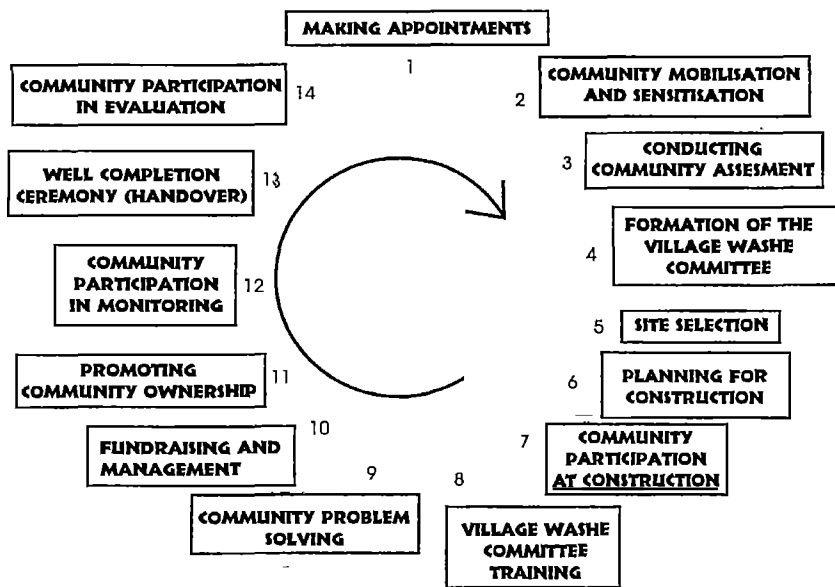 MAKING APPOINTMENTS
1
2
COMMUNITY MOBILISATION
AND SENSITISATION
3
CONDUCTING
COMMUNITY ASSESMENT
4
FORMATION OF THE
VILLAGE WASHE
COMMITTEE
5
SITE SELECTION
6
PLANNING FOR
CONSTRUCTION
7
COMMUNITY
PARTICIPATION
AT CONSTRUCTION
8
VILLAGE WASHE
COMMITTEE
TRAINING
9
COMMUNITY PROBLEM
SOLVING
10
FUNDRAISING AND
MANAGEMENT
11
PROMOTING
COMMUNITY OWNERSHIP
12
COMMUNITY
PARTICIPATION
IN MONITORING
13
WELL COMPLETION
CEREMONY (HANDOVER)
14
COMMUNITY PARTICIPATION
IN EVALUATION